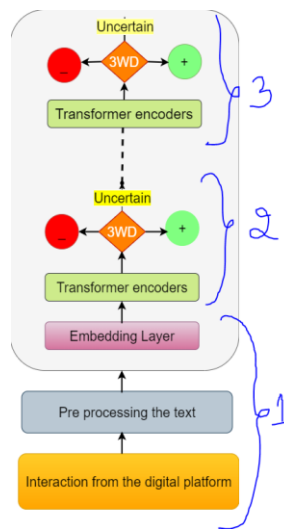 Uncertain
_ 3WD +
3
Transformer encoders
Uncertain
_ 3WD +
2
Transformer encoders
Embedding Layer
1
Pre processing the text
Interaction from the digital platform